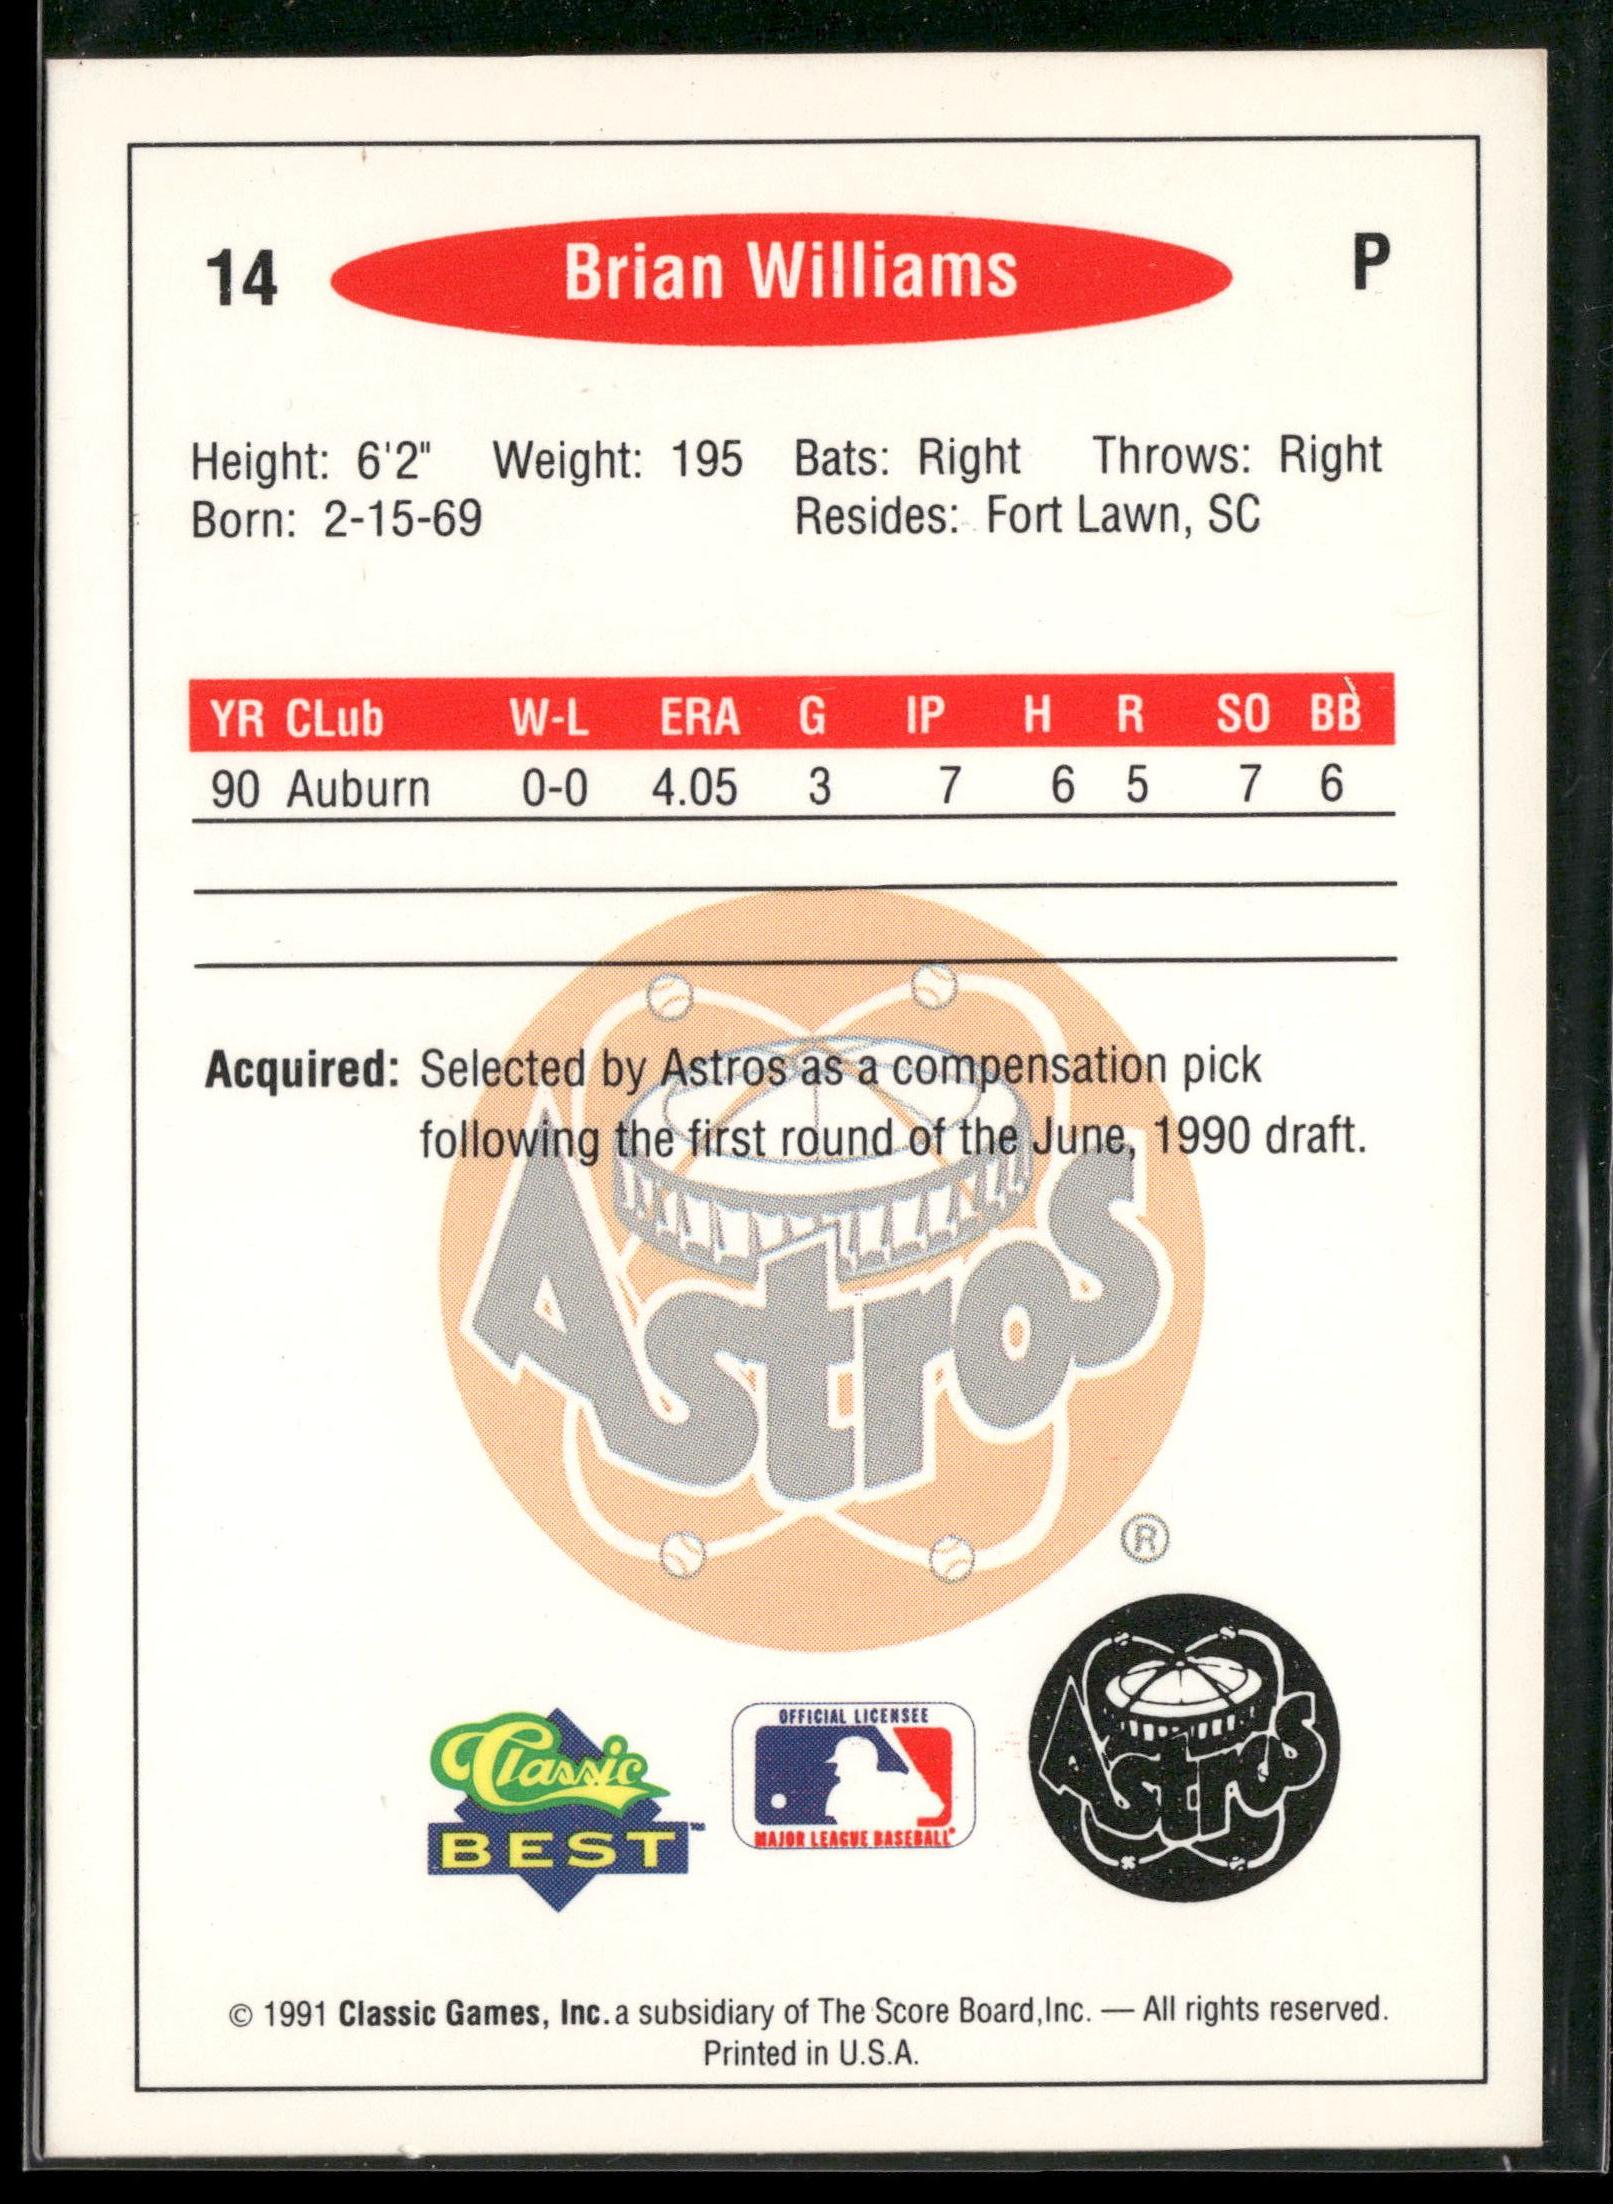 14 Brian Williams P
Height: 6'2" Weight: 195 Bats: Right Throws: Right
Born: 2-15-69 Resides: Fort Lawn, SC
YR CLub W-L ERA G IP H R SO BB
90 Auburn 0-0 4.05 3 7 6 5 7 6
Acquired: Selected by Astros as a compensation pick
following the first round of the June, 1990 draft.
Astros
®
Classic
BEST™
OFFICIAL LICENSEE
MAJOR LEAGUE BASEBALL®
Astros
© 1991 Classic Games, Inc. a subsidiary of The Score Board,Inc. — All rights reserved.
Printed in U.S.A.